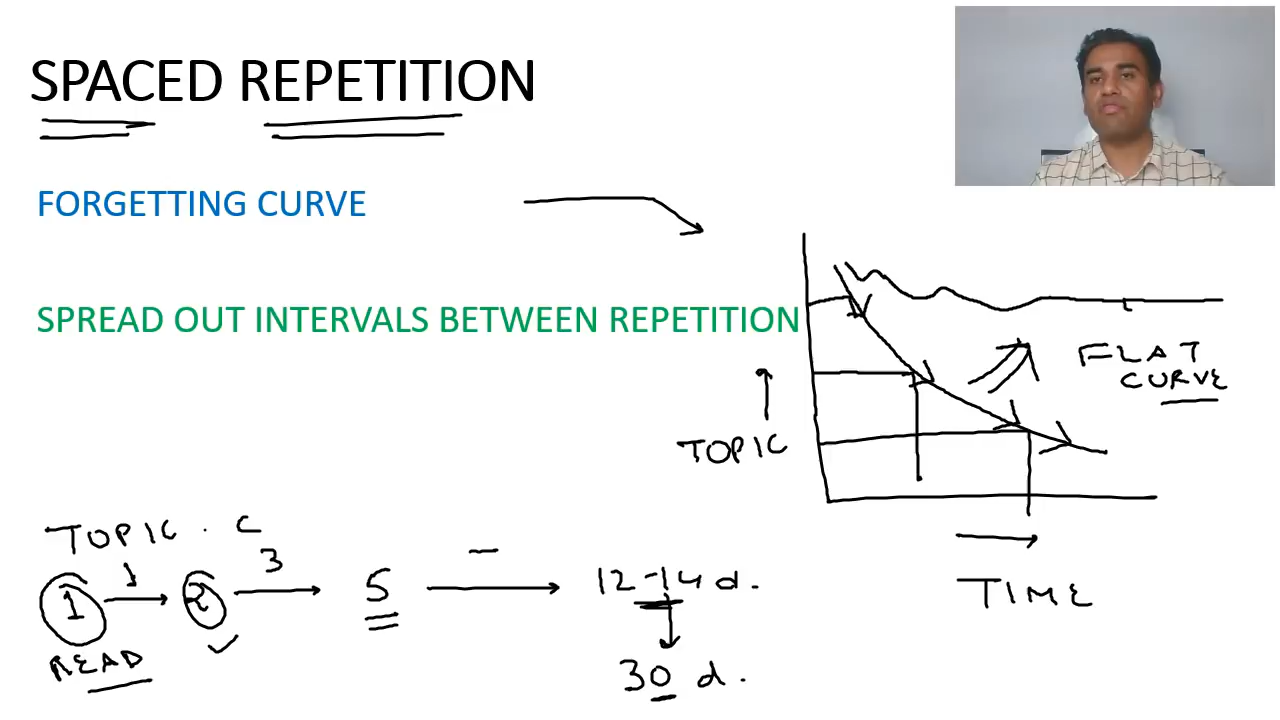 SPACED REPETITION
FORGETTING CURVE
SPREAD OUT INTERVALS BETWEEN REPETITION
FLAT
CURVE
TOPIC
TIME
TOPIC . C
1 3 —
1 2 5 12-14 d.
READ
30 d.